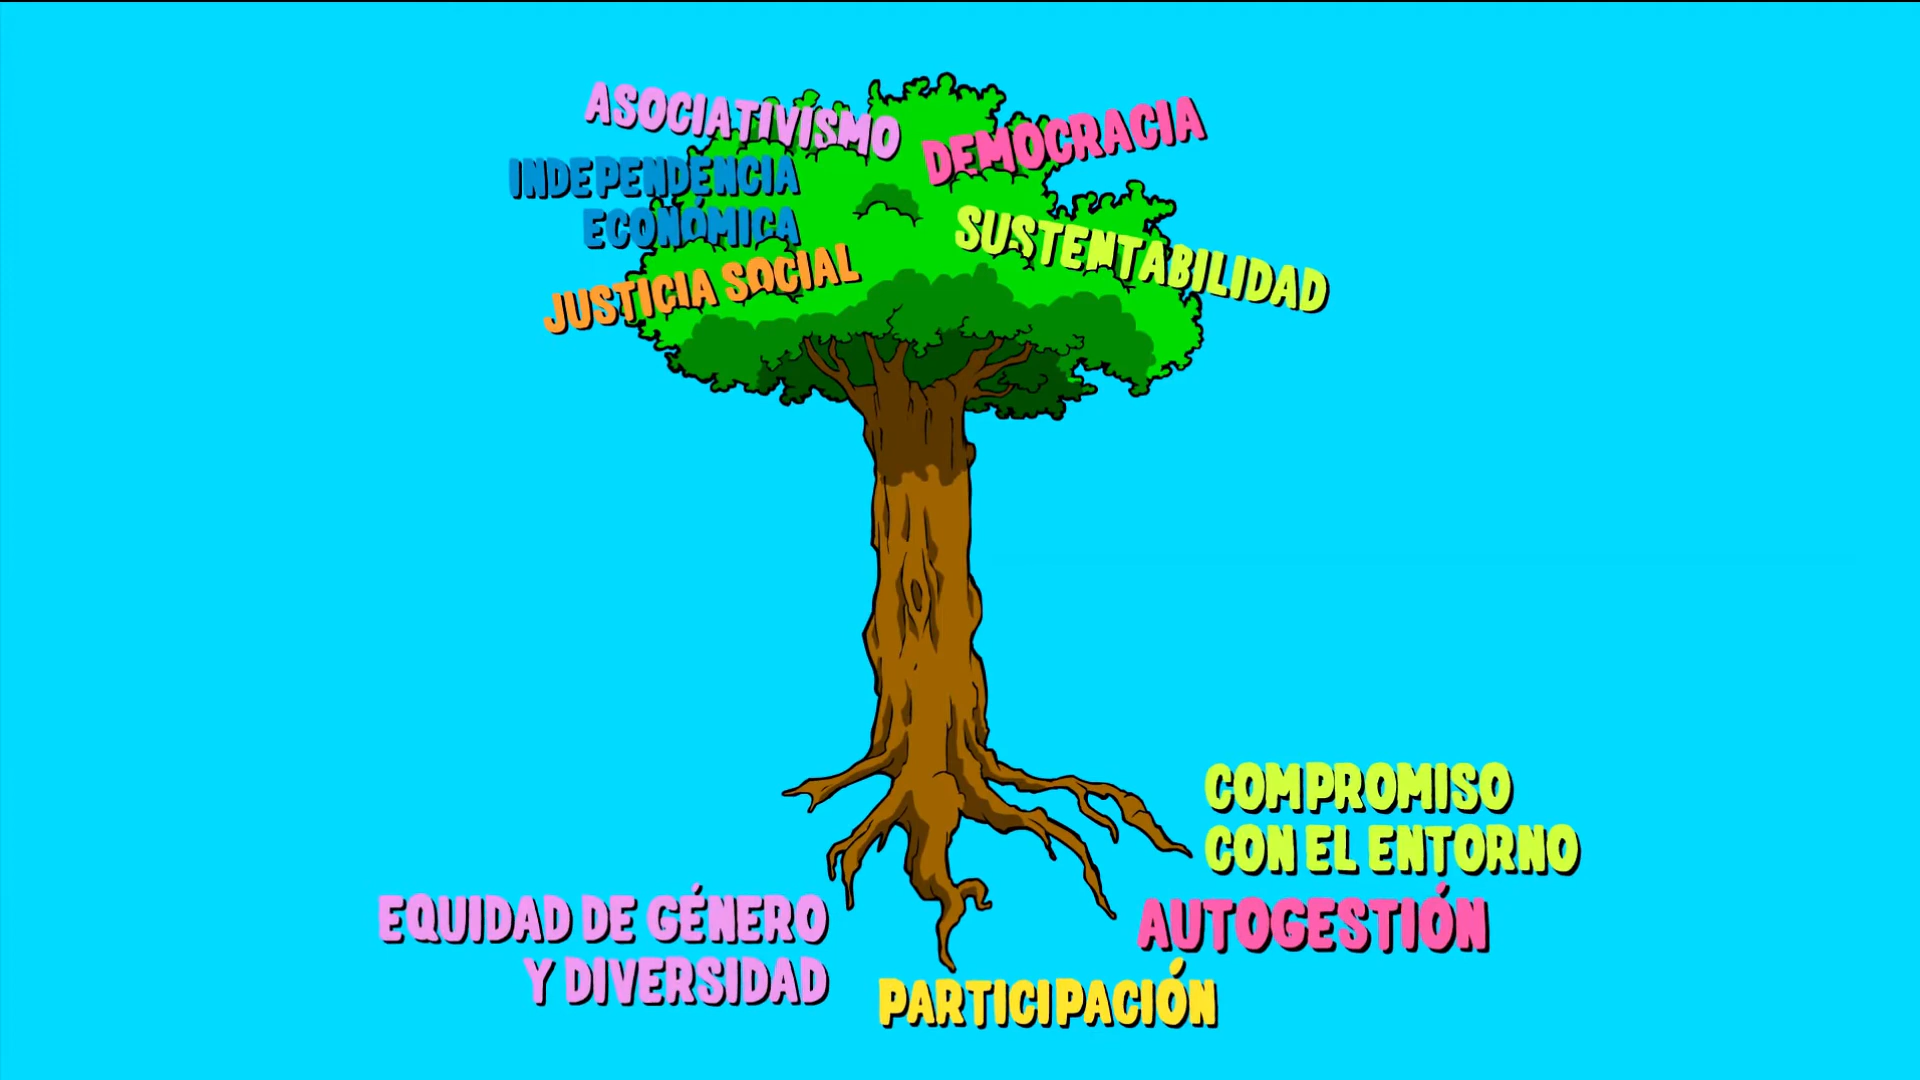 ASOCIATIVISMO
DEMOCRACIA
INDEPENDENCIA
ECONÓMICA
SUSTENTABILIDAD
JUSTICIA SOCIAL
COMPROMISO
CON EL ENTORNO
EQUIDAD DE GÉNERO
Y DIVERSIDAD
AUTOGESTIÓN
PARTICIPACIÓN